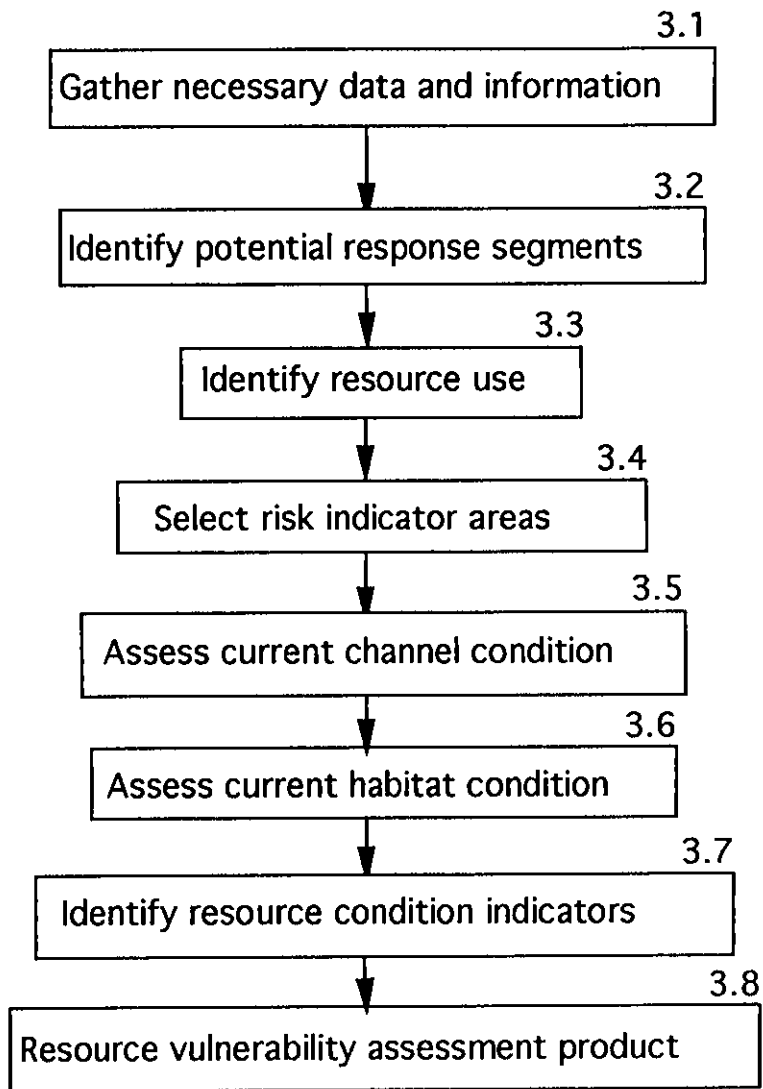 3.1
Gather necessary data and information
3.2
Identify potential response segments
3.3
Identify resource use
3.4
Select risk indicator areas
3.5
Assess current channel condition
3.6
Assess current habitat condition
3.7
Identify resource condition indicators
3.8
Resource vulnerability assessment product